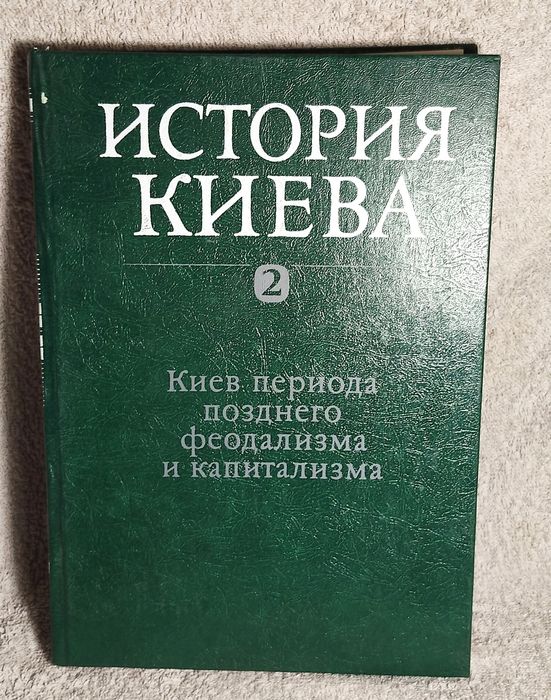 ИСТОРИЯ
КИЕВА
2
Киев периода
позднего
феодализма
и капитализма